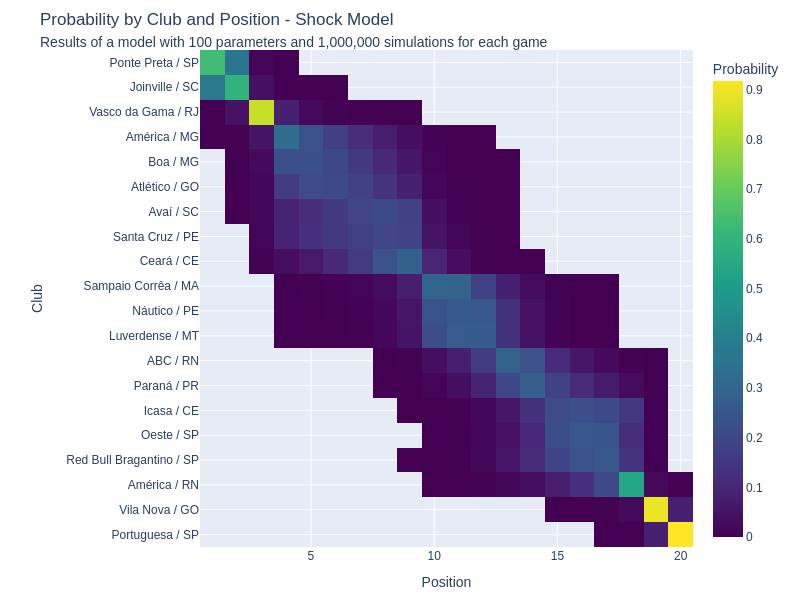 Probability by Club and Position - Shock Model
Results of a model with 100 parameters and 1,000,000 simulations for each game
Probability
Club
Ponte Preta / SP
Joinville / SC
Vasco da Gama / RJ
América / MG
Boa / MG
Atlético / GO
Avaí / SC
Santa Cruz / PE
Ceará / CE
Sampaio Corrêa / MA
Náutico / PE
Luverdense / MT
ABC / RN
Paraná / PR
Icasa / CE
Oeste / SP
Red Bull Bragantino / SP
América / RN
Vila Nova / GO
Portuguesa / SP
0.9
0.8
0.7
0.6
0.5
0.4
0.3
0.2
0.1
0
5 10 15 20
Position